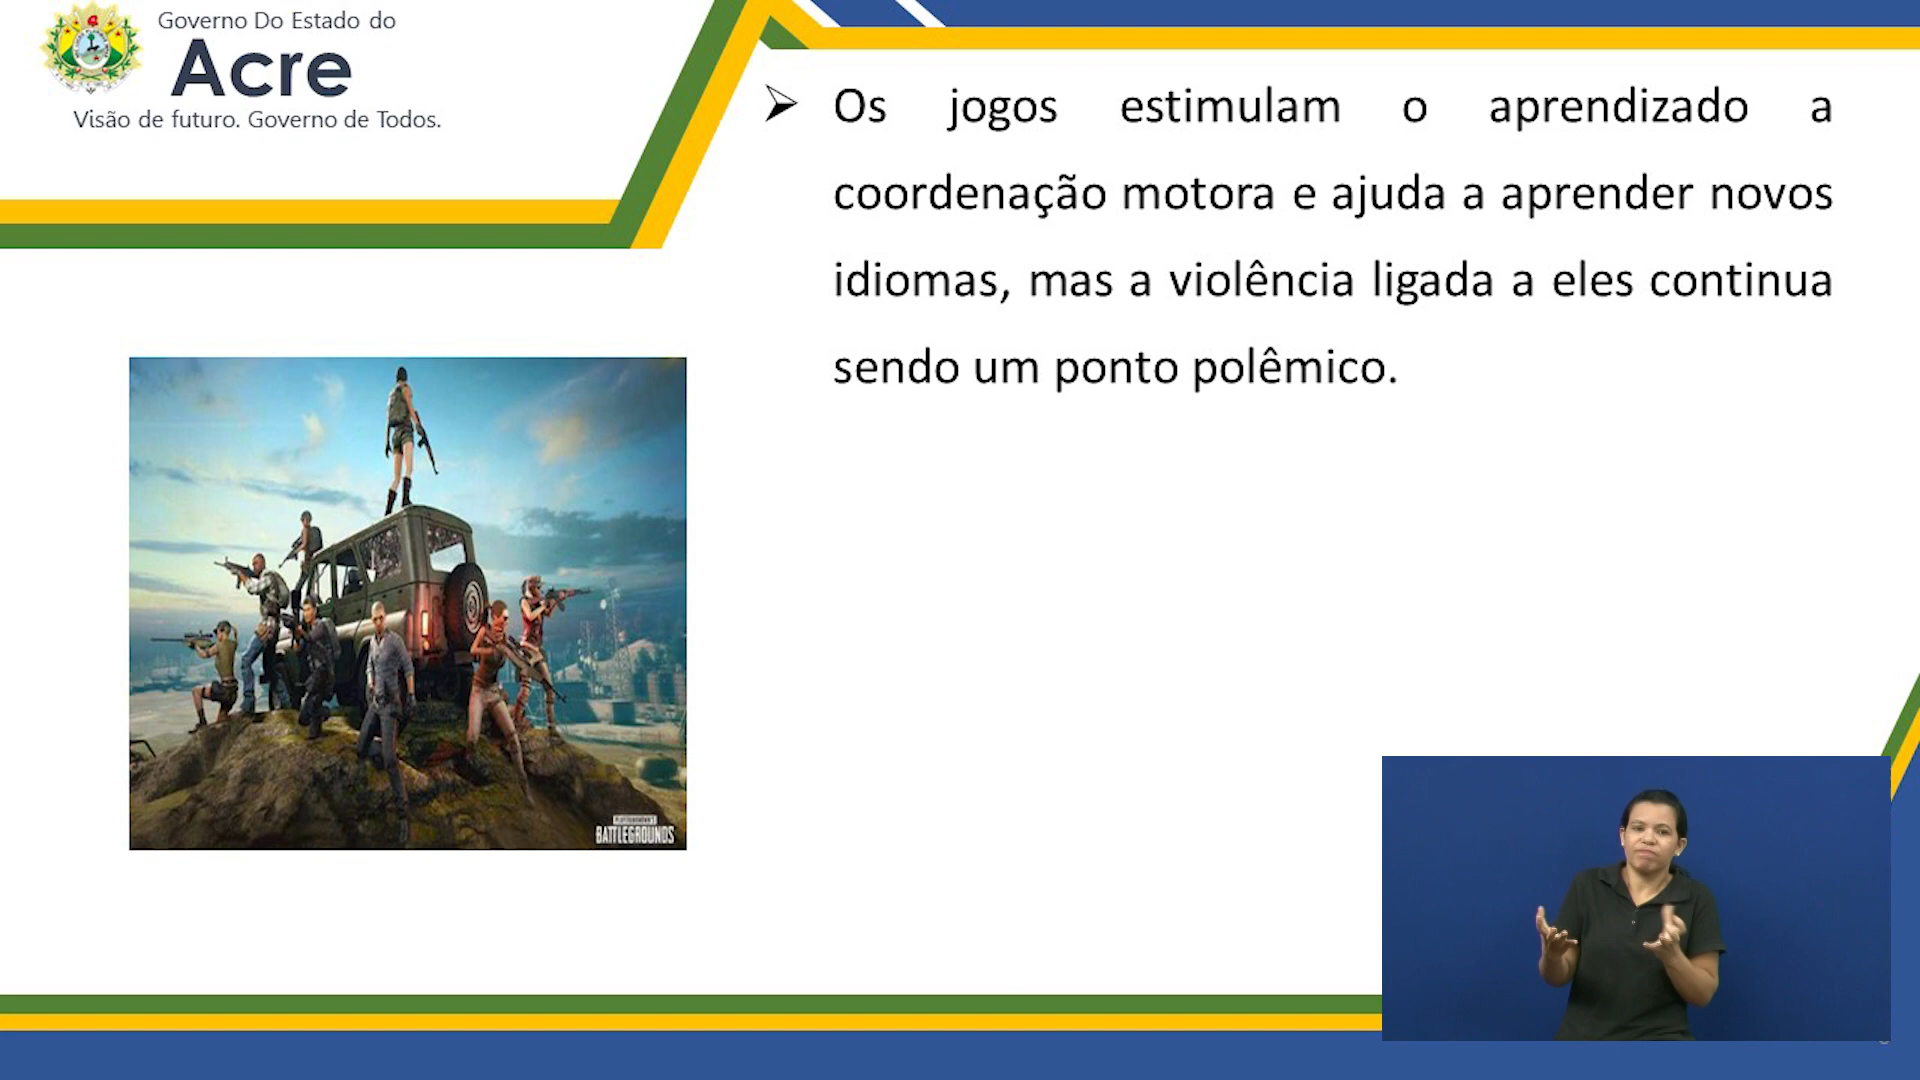 Governo Do Estado do
Acre
Visão de futuro. Governo de Todos.
Os jogos estimulam o aprendizado a
coordenação motora e ajuda a aprender novos
idiomas, mas a violência ligada a eles continua
sendo um ponto polêmico.
BATTLEGROUNDS